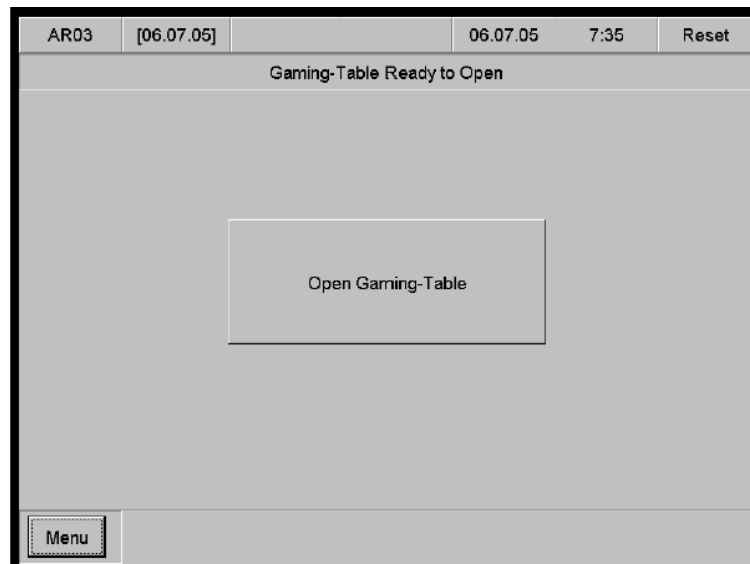 AR03 [06.07.05] 06.07.05 7:35 Reset
Gaming-Table Ready to Open
Open Gaming-Table
Menu